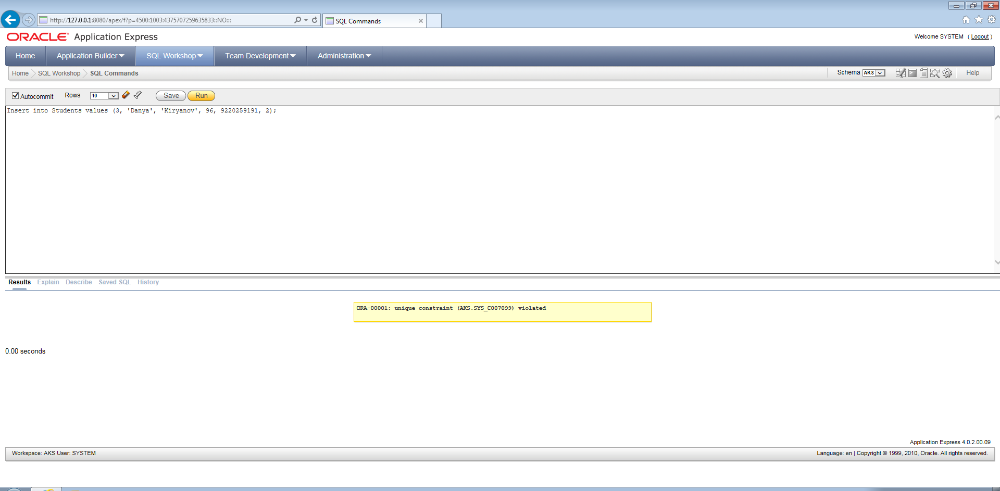 http://127.0.0.1:8080/apex/f?p=4500:1003:4375707259635833::NO:::
SQL Commands
ORACLE Application Express
Welcome SYSTEM ( Logout )
Home Application Builder SQL Workshop Team Development Administration
Home SQL Workshop SQL Commands
Schema AKS Help
Autocommit Rows 10 Save Run
Insert into Students values (3, 'Danya', 'Kiryanov', 96, 9220259191, 2);
Results Explain Describe Saved SQL History
ORA-00001: unique constraint (AKS.SYS_C007099) violated
0.00 seconds
Application Express 4.0.2.00.09
Workspace: AKS User: SYSTEM
Language: en | Copyright © 1999, 2010, Oracle. All rights reserved.